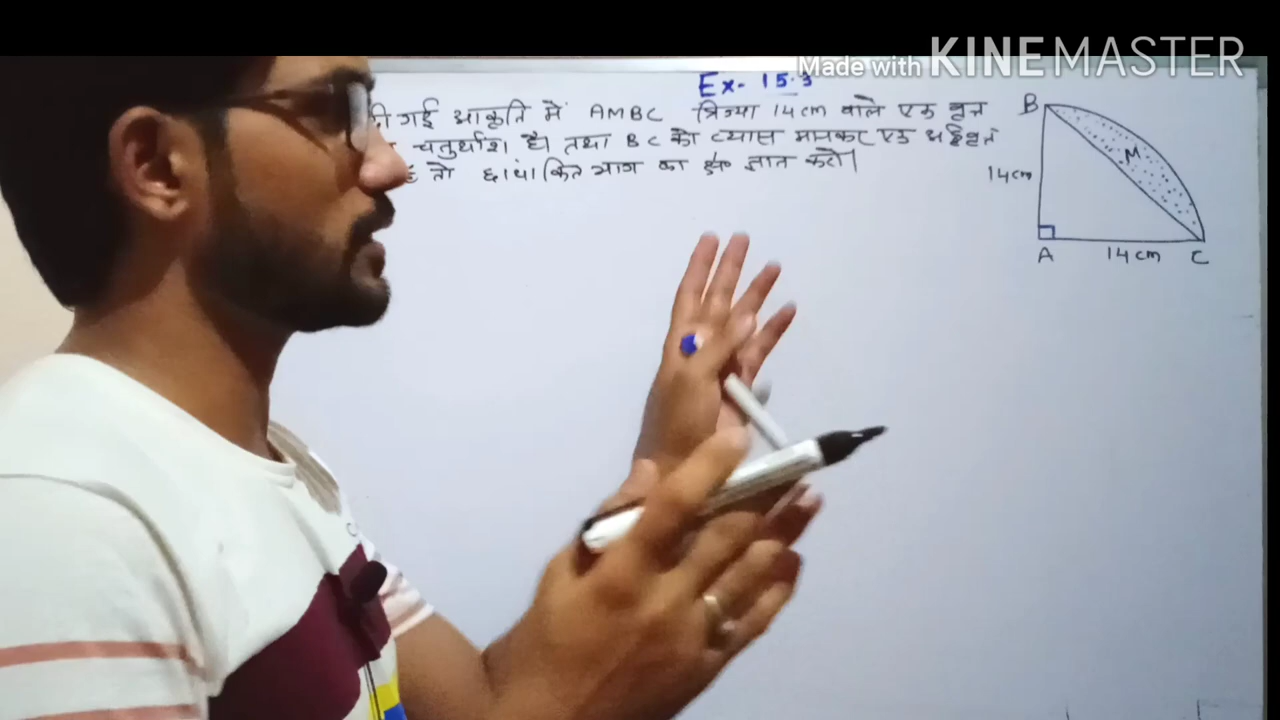 Made with KINEMASTER
Ex- 15.3
गई आकृति में AMBC त्रिज्या 14cm वाले एक वृत्त
चतुर्थांश है। तथा BC को व्यास मानकर एक अर्द्धवृत्त
तो छायांकित भाग का क्षे० ज्ञात करो।
B
M
14cm
A 14cm C